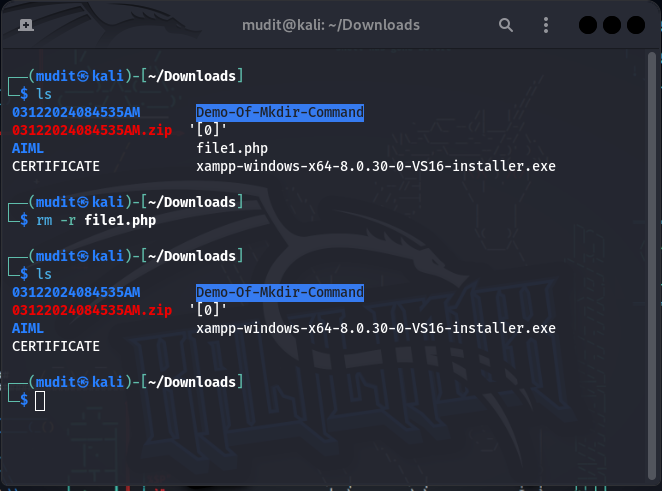 mudit@kali: ~/Downloads
┌──(mudit㉿kali)-[~/Downloads]
└─$ ls
03122024084535AM       Demo-Of-Mkdir-Command
03122024084535AM.zip  '[0]'
AIML                   file1.php
CERTIFICATE            xampp-windows-x64-8.0.30-0-VS16-installer.exe
┌──(mudit㉿kali)-[~/Downloads]
└─$ rm -r file1.php
┌──(mudit㉿kali)-[~/Downloads]
└─$ ls
03122024084535AM       Demo-Of-Mkdir-Command
03122024084535AM.zip  '[0]'
AIML                   xampp-windows-x64-8.0.30-0-VS16-installer.exe
CERTIFICATE
┌──(mudit㉿kali)-[~/Downloads]
└─$